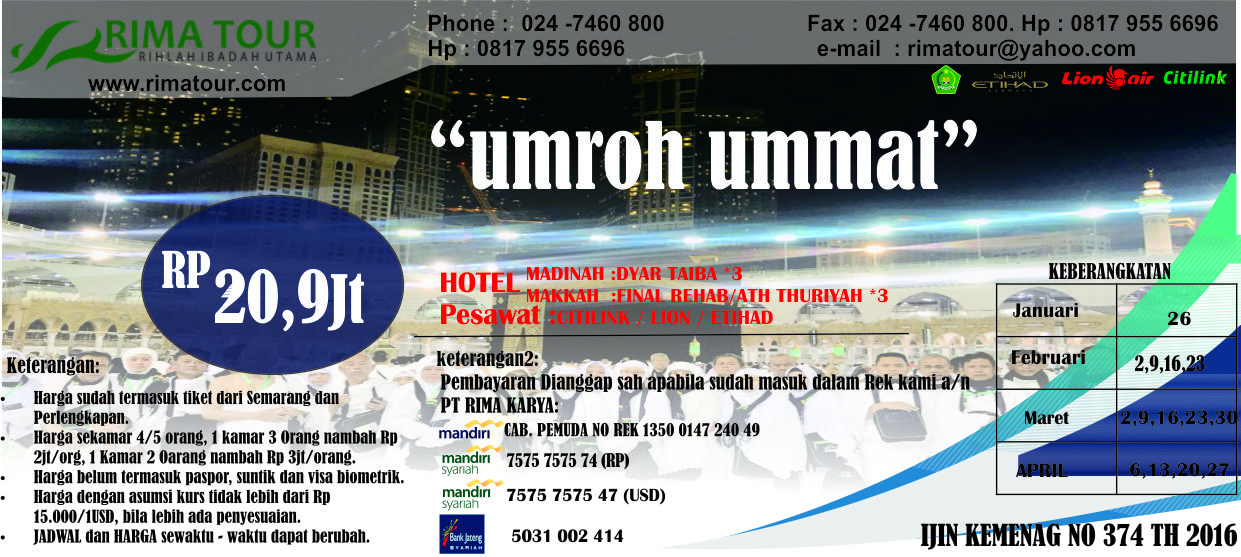 RIMA TOUR
RIHLAH IBADAH UTAMA
www.rimatour.com
Phone : 024 -7460 800
Hp : 0817 955 6696
Fax : 024 -7460 800. Hp : 0817 955 6696
e-mail : rimatour@yahoo.com
الإتحاد
ETIHAD
AIRWAYS
Lion air
Citilink
“umroh ummat”
RP 20,9Jt
HOTEL MADINAH :DYAR TAIBA *3
MAKKAH :FINAL REHAB/ATH THURIYAH *3
Pesawat :CITILINK / LION / ETIHAD
KEBERANGKATAN
Januari 26
Februari 2,9,16,23
Maret 2,9,16,23,30
APRIL 6,13,20,27
Keterangan:
• Harga sudah termasuk tiket dari Semarang dan
Perlengkapan.
• Harga sekamar 4/5 orang, 1 kamar 3 Orang nambah Rp
2jt/org, 1 Kamar 2 Oarang nambah Rp 3jt/orang.
• Harga belum termasuk paspor, suntik dan visa biometrik.
• Harga dengan asumsi kurs tidak lebih dari Rp
15.000/1USD, bila lebih ada penyesuaian.
• JADWAL dan HARGA sewaktu - waktu dapat berubah.
keterangan2:
Pembayaran Dianggap sah apabila sudah masuk dalam Rek kami a/n
PT RIMA KARYA:
mandiri CAB. PEMUDA NO REK 1350 0147 240 49
mandiri syariah 7575 7575 74 (RP)
mandiri syariah 7575 7575 47 (USD)
Bank Jateng SYARIAH 5031 002 414
IJIN KEMENAG NO 374 TH 2016